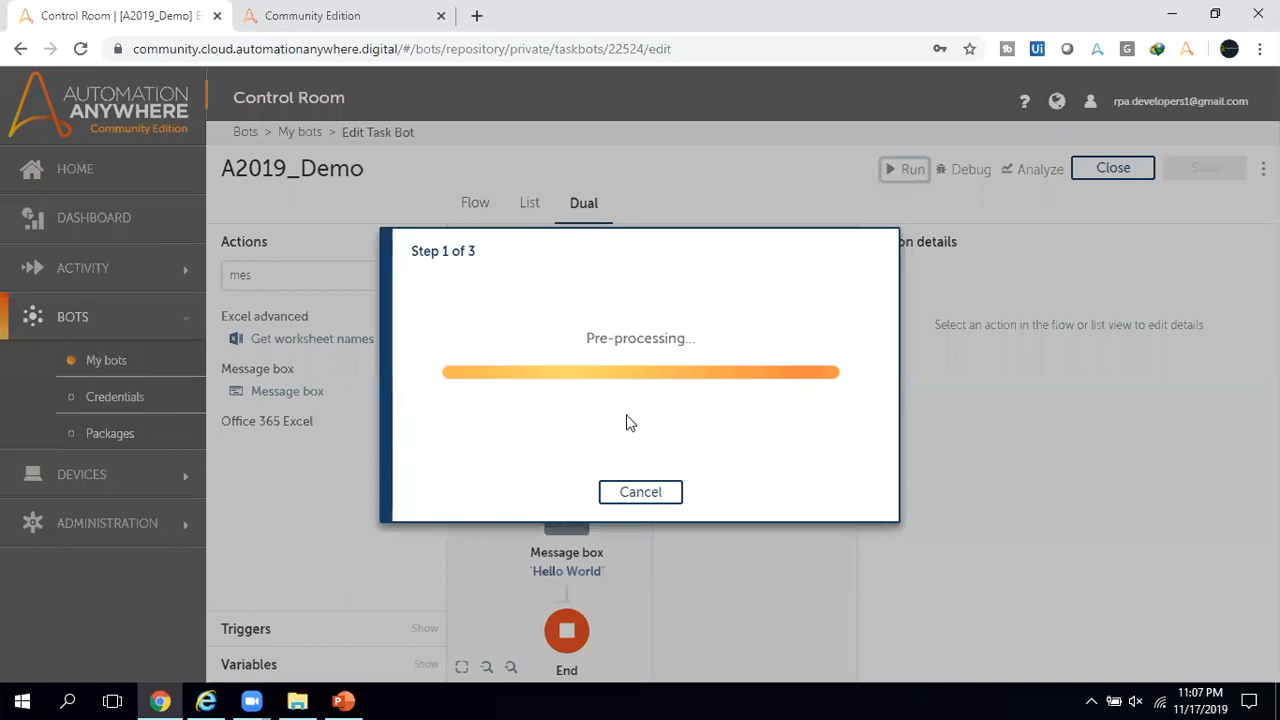 Control Room | [A2019_Demo] E
Community Edition
community.cloud.automationanywhere.digital/#/bots/repository/private/taskbots/22524/edit
AUTOMATION
ANYWHERE
Community Edition
Control Room
rpa.developers1@gmail.com
Bots > My bots > Edit Task Bot
HOME
DASHBOARD
ACTIVITY
BOTS
My bots
Credentials
Packages
DEVICES
ADMINISTRATION
A2019_Demo
Run
Debug
Analyze
Close
Save
Flow
List
Dual
Actions
mes
Excel advanced
Get worksheet names
Message box
Message box
Office 365 Excel
Triggers
Show
Variables
Show
Step 1 of 3
Pre-processing...
Cancel
on details
Select an action in the flow or list view to edit details
Message box
"Hello World"
End
11:07 PM
11/17/2019